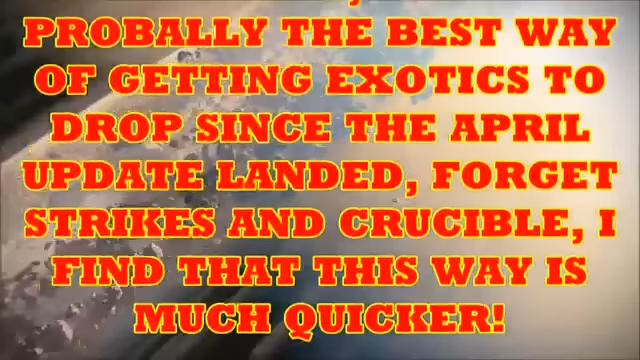 PROBALLY THE BEST WAY
OF GETTING EXOTICS TO
DROP SINCE THE APRIL
UPDATE LANDED, FORGET
STRIKES AND CRUCIBLE, I
FIND THAT THIS WAY IS
MUCH QUICKER!